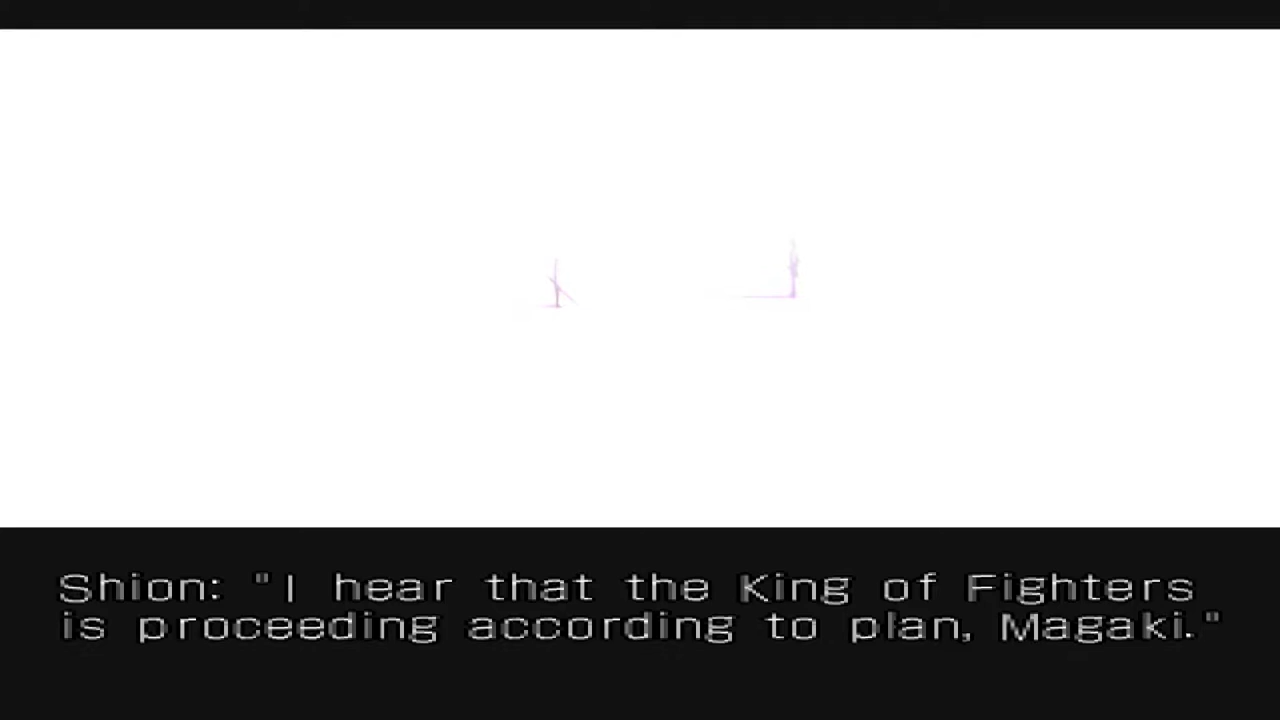 Shion: "I hear that the King of Fighters
is proceeding according to plan, Magaki."